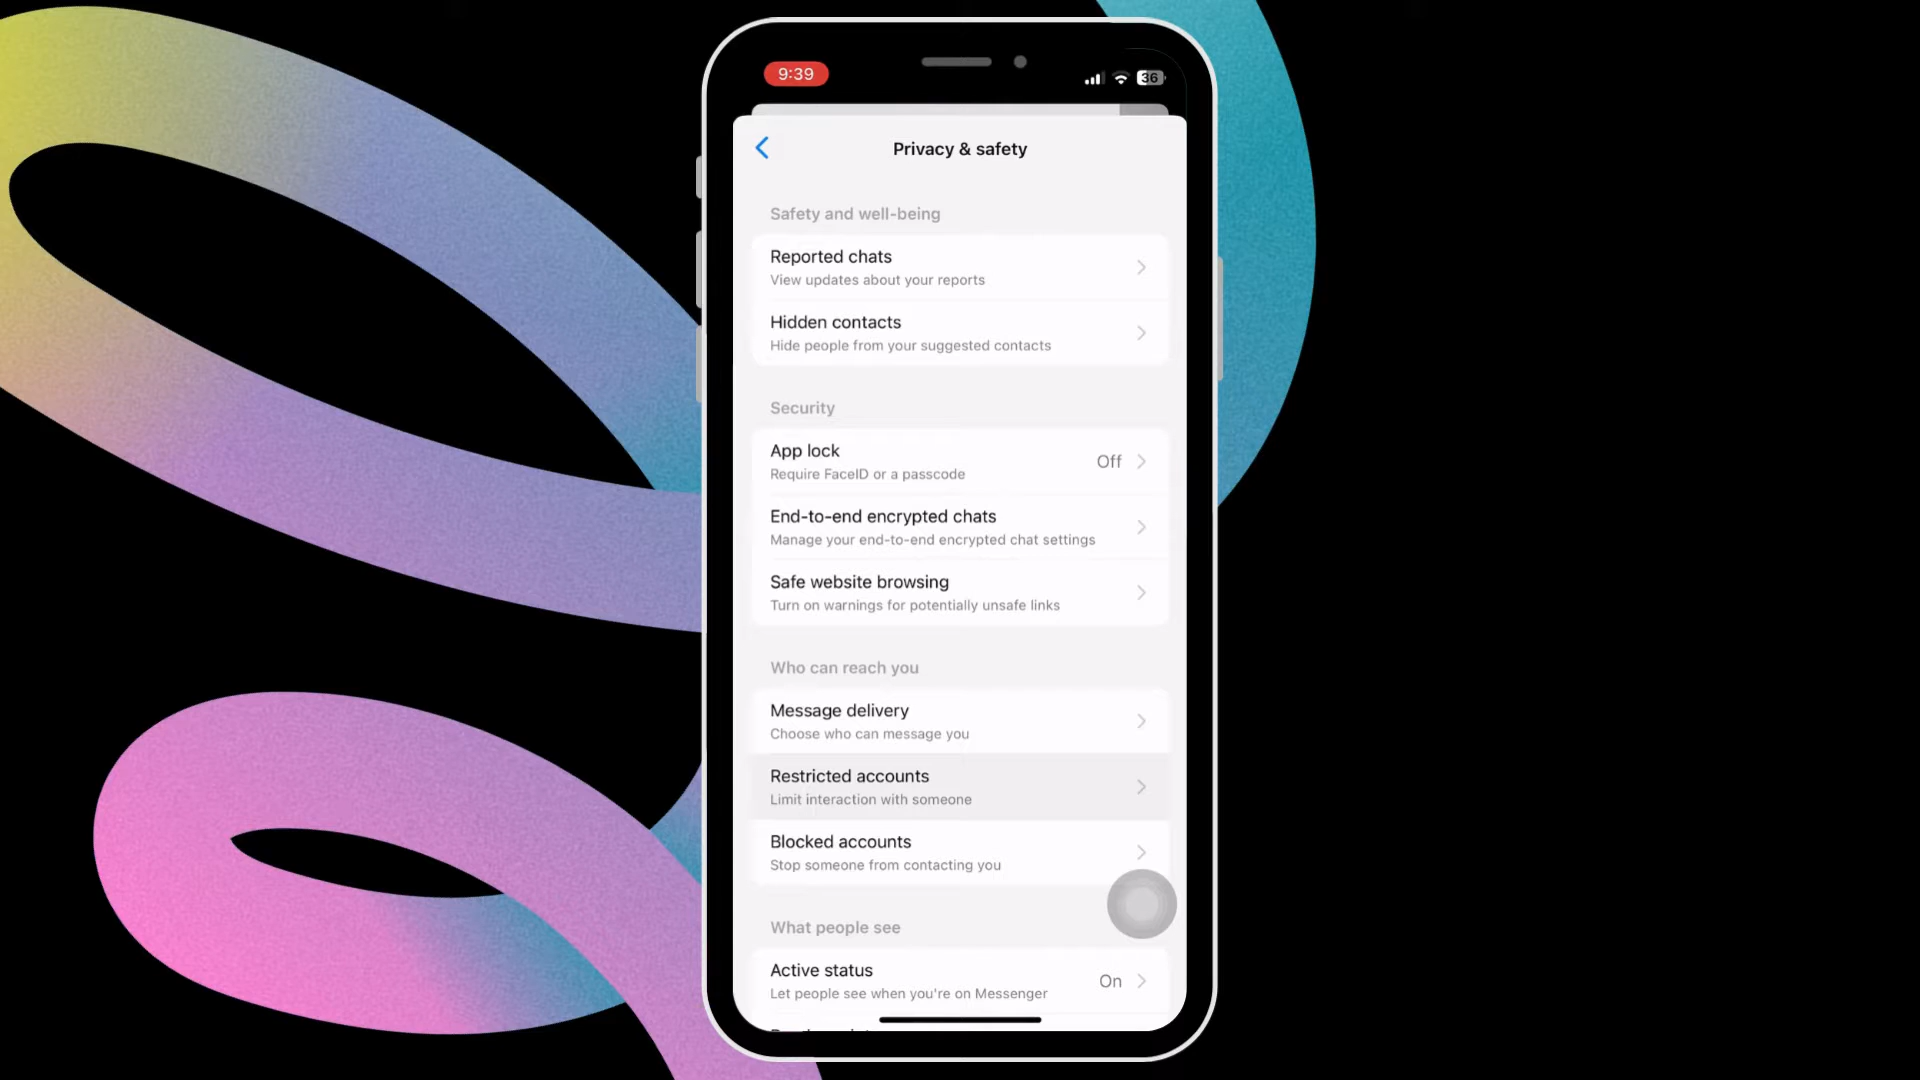 9:39
36
Privacy & safety
Safety and well-being
Reported chats
View updates about your reports
Hidden contacts
Hide people from your suggested contacts
Security
App lock
Off
Require FaceID or a passcode
End-to-end encrypted chats
Manage your end-to-end encrypted chat settings
Safe website browsing
Turn on warnings for potentially unsafe links
Who can reach you
Message delivery
Choose who can message you
Restricted accounts
Limit interaction with someone
Blocked accounts
Stop someone from contacting you
What people see
Active status
On
Let people see when you're on Messenger